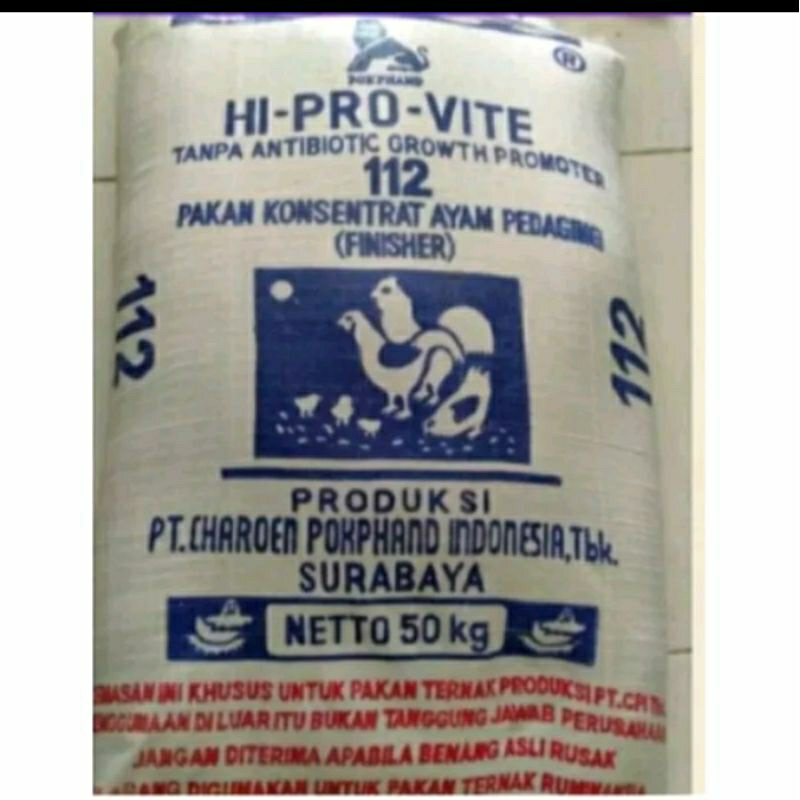 POKPHAND
®
HI-PRO-VITE
TANPA ANTIBIOTIC GROWTH PROMOTER
112
PAKAN KONSENTRAT AYAM PEDAGING
(FINISHER)
112
112
PRODUKSI
PT.CHAROEN POKPHAND INDONESIA,Tbk.
SURABAYA
NETTO 50 kg
INI KHUSUS UNTUK PAKAN TERNAK PRODUKSI PT.CPI
DI LUAR ITU BUKAN TANGGUNG JAWAB PERUSAHAAN
JANGAN DITERIMA APABILA BENANG ASLI RUSAK
DIGUNAKAN UNTUK PAKAN TERNAK